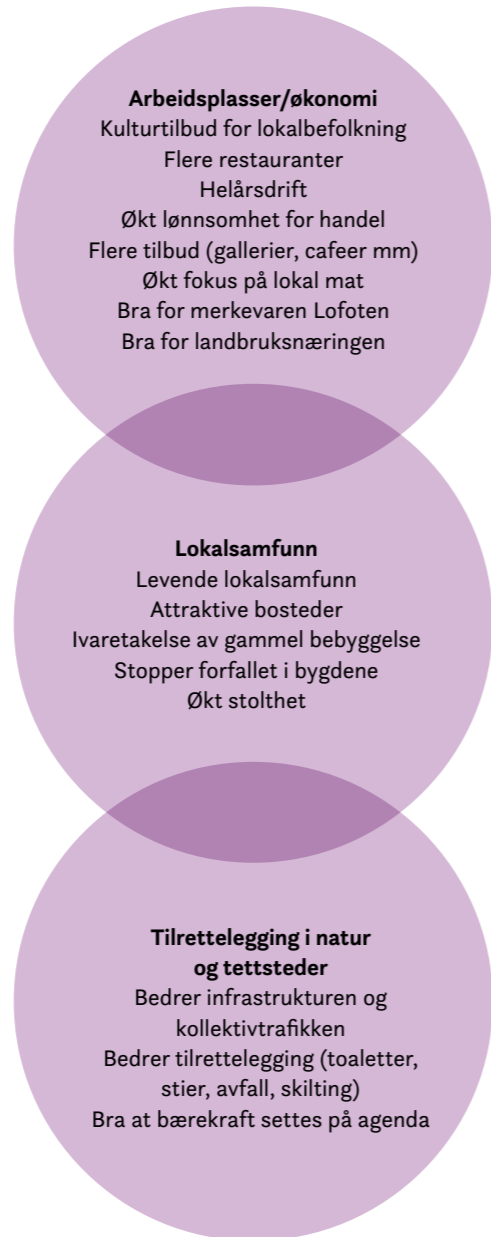 Arbeidsplasser/økonomi
Kulturtilbud for lokalbefolkning
Flere restauranter
Helårsdrift
Økt lønnsomhet for handel
Flere tilbud (gallerier, cafeer mm)
Økt fokus på lokal mat
Bra for merkevaren Lofoten
Bra for landbruksnæringen
Lokalsamfunn
Levende lokalsamfunn
Attraktive bosteder
Ivaretakelse av gammel bebyggelse
Stopper forfallet i bygdene
Økt stolthet
Tilrettelegging i natur
og tettsteder
Bedrer infrastrukturen og
kollektivtrafikken
Bedrer tilrettelegging (toaletter,
stier, avfall, skilting)
Bra at bærekraft settes på agenda